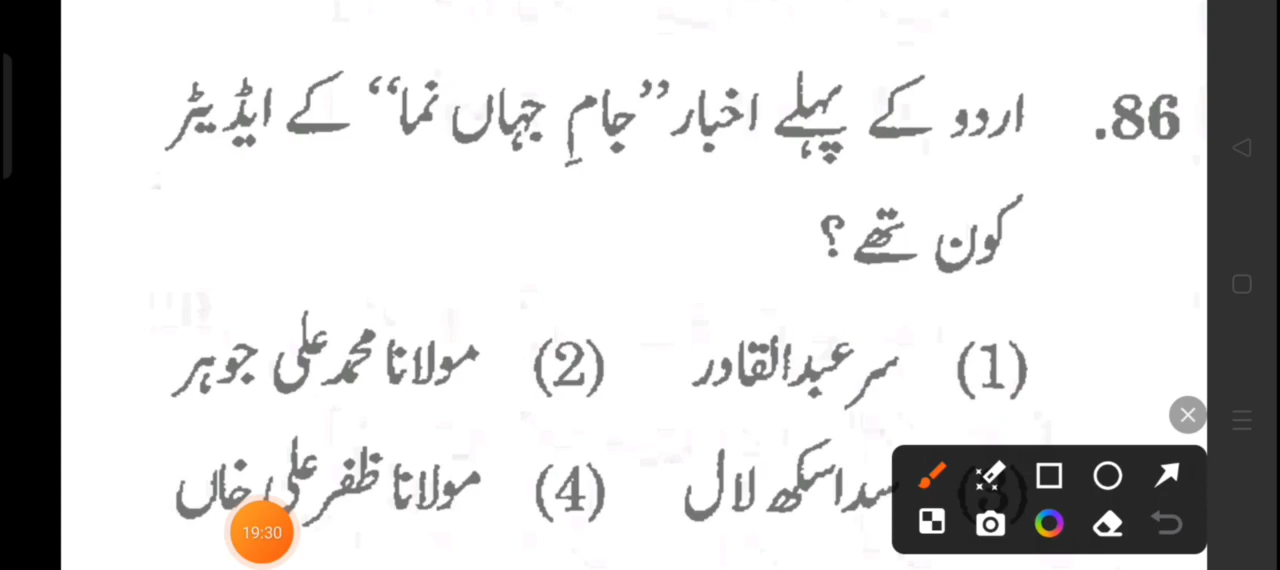 86. اردو کے پہلے اخبار ”جامِ جہاں نما“ کے ایڈیٹر
کون تھے؟
(1) سر عبدالقادر (2) مولانا محمد علی جوہر
(3) سدا سکھ لال (4) مولانا ظفر علی خاں
19:30